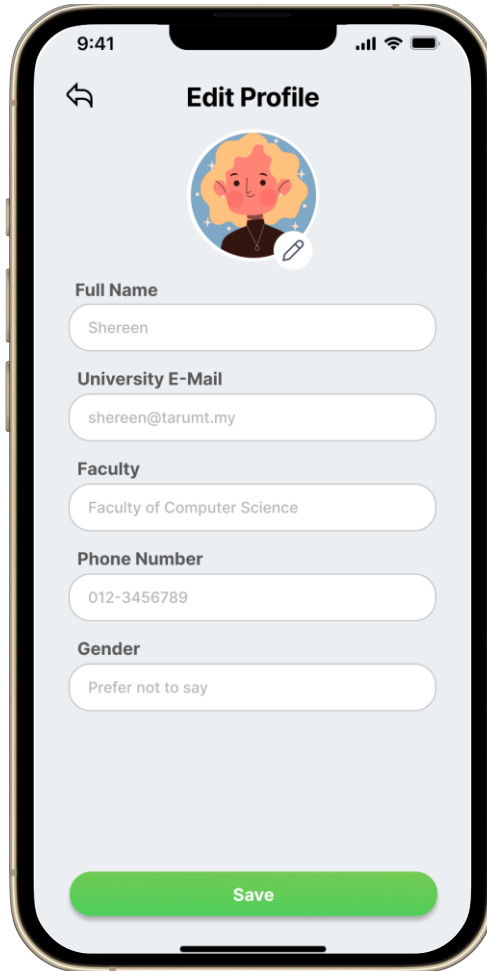 9:41
Edit Profile
Full Name
Shereen
University E-Mail
shereen@tarumt.my
Faculty
Faculty of Computer Science
Phone Number
012-3456789
Gender
Prefer not to say
Save